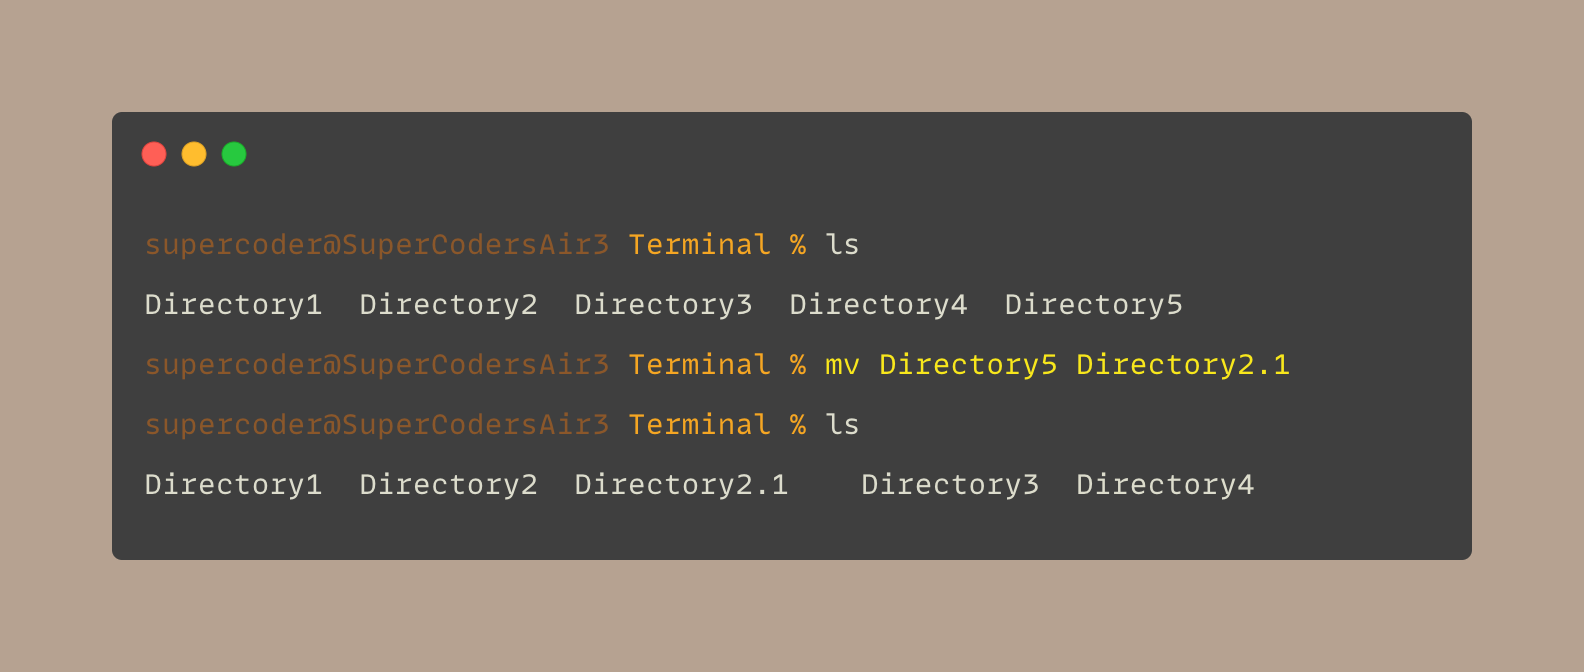 supercoder@SuperCodersAir3 Terminal % ls
Directory1  Directory2  Directory3  Directory4  Directory5
supercoder@SuperCodersAir3 Terminal % mv Directory5 Directory2.1
supercoder@SuperCodersAir3 Terminal % ls
Directory1  Directory2  Directory2.1    Directory3  Directory4